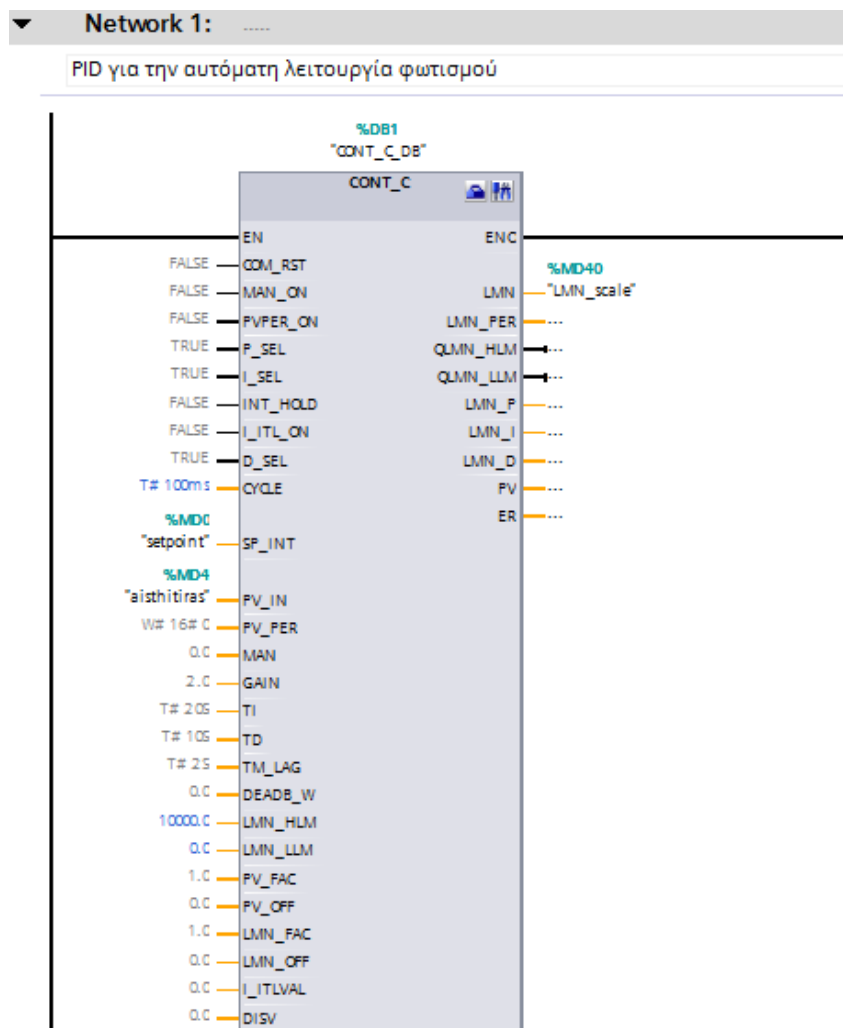 Network 1: .....
PID για την αυτόματη λειτουργία φωτισμού
%DB1
"CONT_C_DB"
CONT_C
EN ENO
FALSE COM_RST
%MD40
FALSE MAN_ON LMN "LMN_scale"
FALSE PVPER_ON LMN_PER ...
TRUE P_SEL QLMN_HLM ...
TRUE I_SEL QLMN_LLM ...
FALSE INT_HOLD LMN_P ...
FALSE I_ITL_ON LMN_I ...
TRUE D_SEL LMN_D ...
T# 100ms CYCLE PV ...
ER ...
%MD0
"setpoint" SP_INT
%MD4
"aisthitiras" PV_IN
W# 16# 0 PV_PER
0.0 MAN
2.0 GAIN
T# 20S TI
T# 10S TD
T# 2S TM_LAG
0.0 DEADB_W
10000.0 LMN_HLM
0.0 LMN_LLM
1.0 PV_FAC
0.0 PV_OFF
1.0 LMN_FAC
0.0 LMN_OFF
0.0 I_ITLVAL
0.0 DISV